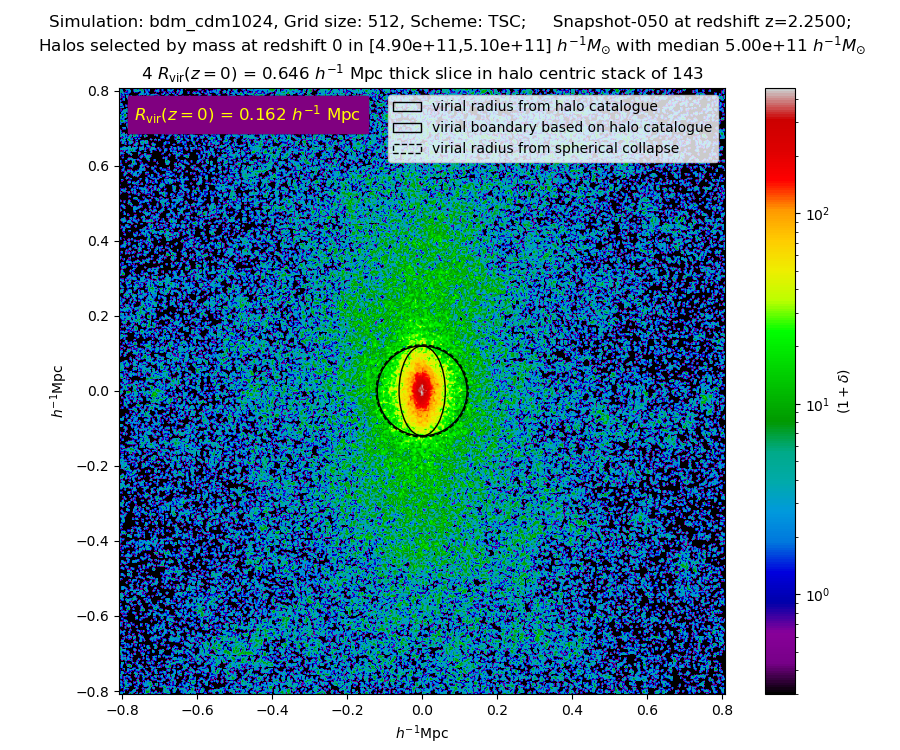 Simulation: bdm_cdm1024, Grid size: 512, Scheme: TSC; Snapshot-050 at redshift z=2.2500;
Halos selected by mass at redshift 0 in [4.90e+11,5.10e+11] h⁻¹M⊙ with median 5.00e+11 h⁻¹M⊙
4 Rvir(z = 0) = 0.646 h⁻¹ Mpc thick slice in halo centric stack of 143
Rvir(z = 0) = 0.162 h⁻¹ Mpc
virial radius from halo catalogue
virial boundary based on halo catalogue
virial radius from spherical collapse
0.8
0.6
0.4
0.2
0.0
−0.2
−0.4
−0.6
−0.8
h⁻¹Mpc
−0.8 −0.6 −0.4 −0.2 0.0 0.2 0.4 0.6 0.8
h⁻¹Mpc
10²
10¹
10⁰
(1 + δ)